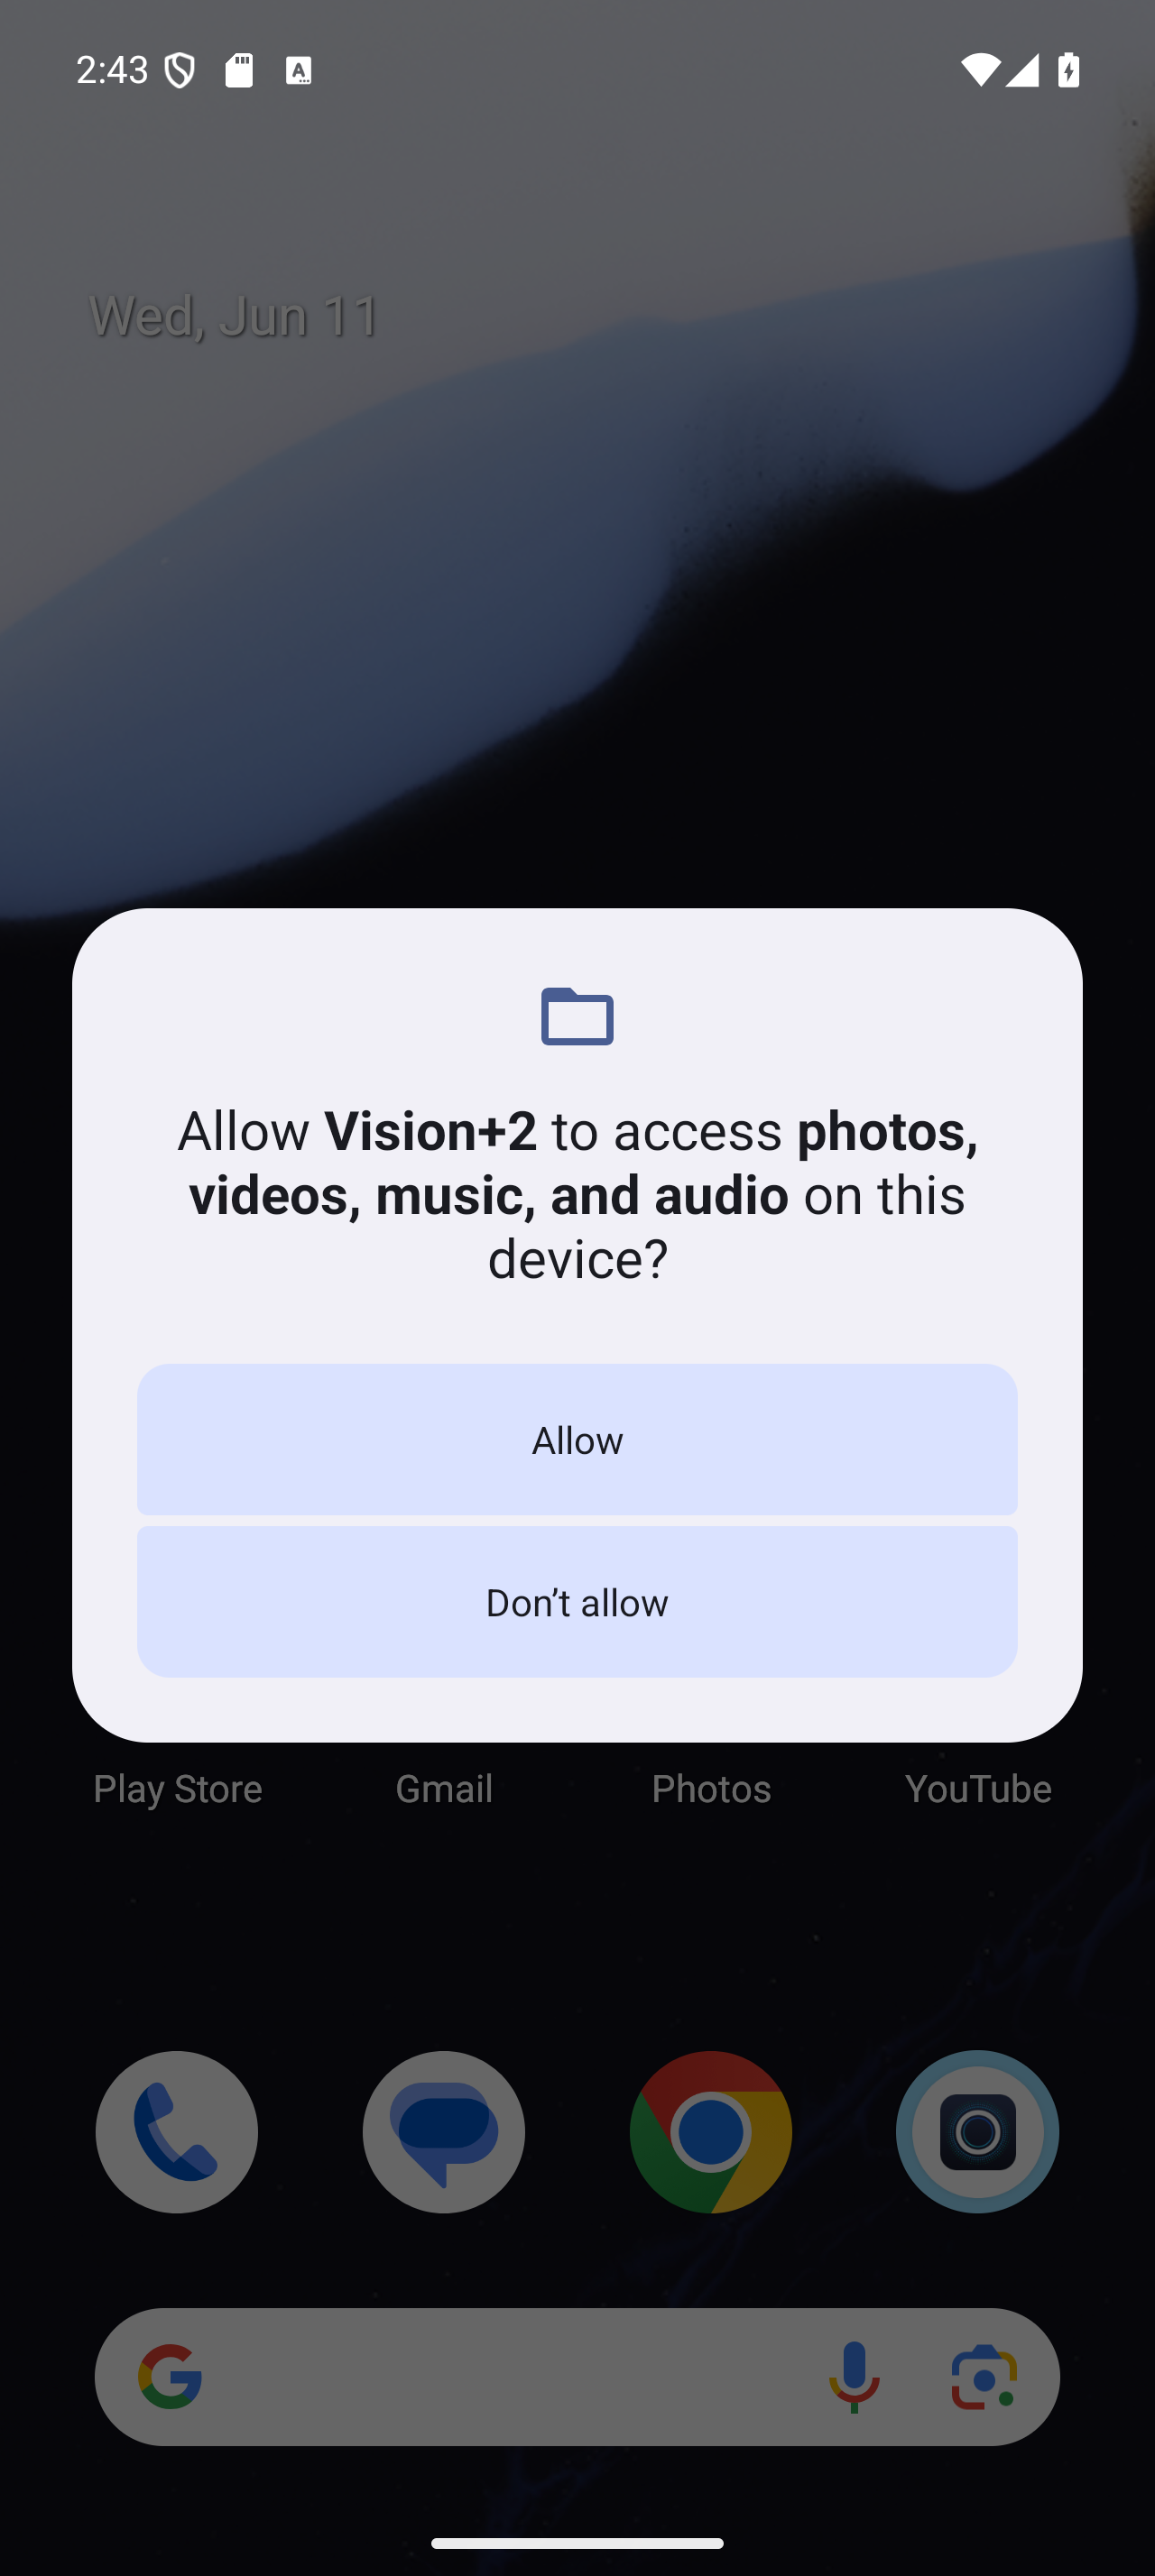 2:43
Wed, Jun 11
Allow Vision+2 to access photos,
videos, music, and audio on this
device?
Allow
Don’t allow
Play Store Gmail Photos YouTube